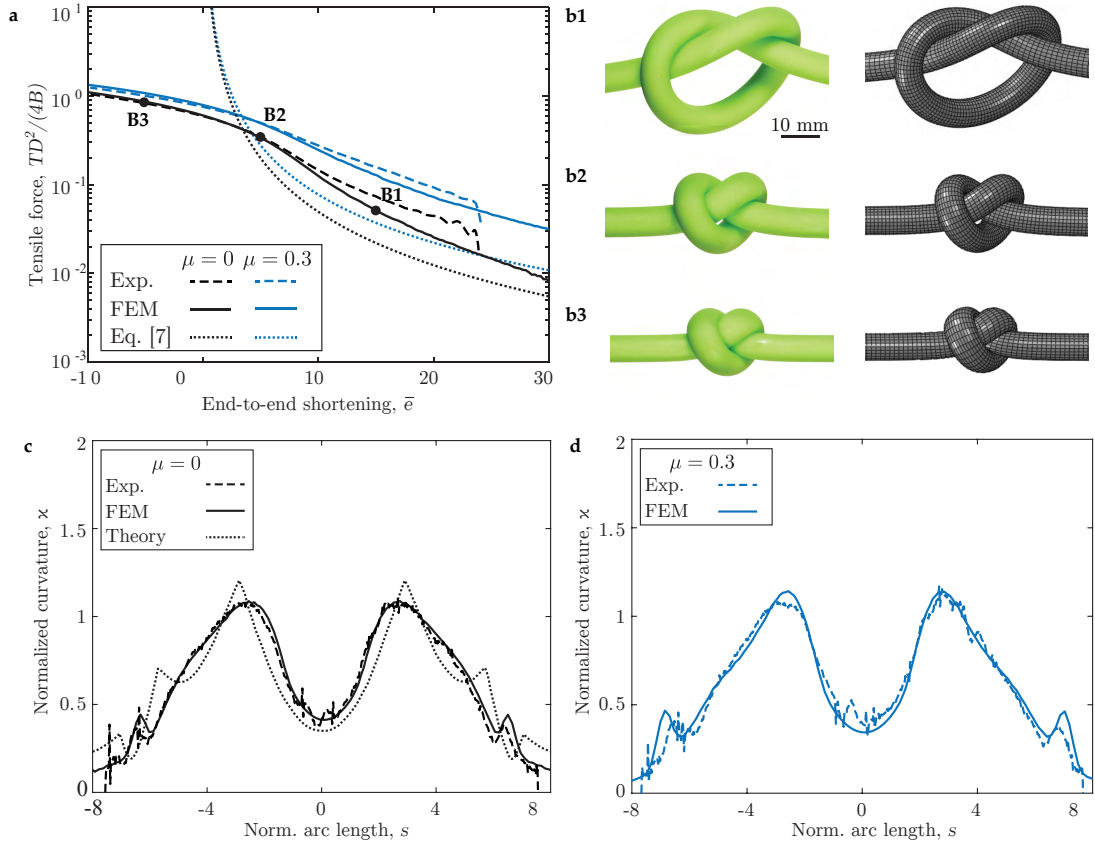 a
Tensile force, TD²/(4B)
10¹
10⁰
10⁻¹
10⁻²
10⁻³
B3
B2
B1
μ = 0 μ = 0.3
Exp.
FEM
Eq. [7]
-10 0 10 20 30
End-to-end shortening, e̅
b1
10 mm
b2
b3
c
Normalized curvature, ϰ
2
1.5
1
0.5
0
μ = 0
Exp.
FEM
Theory
-8 -4 0 4 8
Norm. arc length, s
d
Normalized curvature, ϰ
2
1.5
1
0.5
0
μ = 0.3
Exp.
FEM
-8 -4 0 4 8
Norm. arc length, s